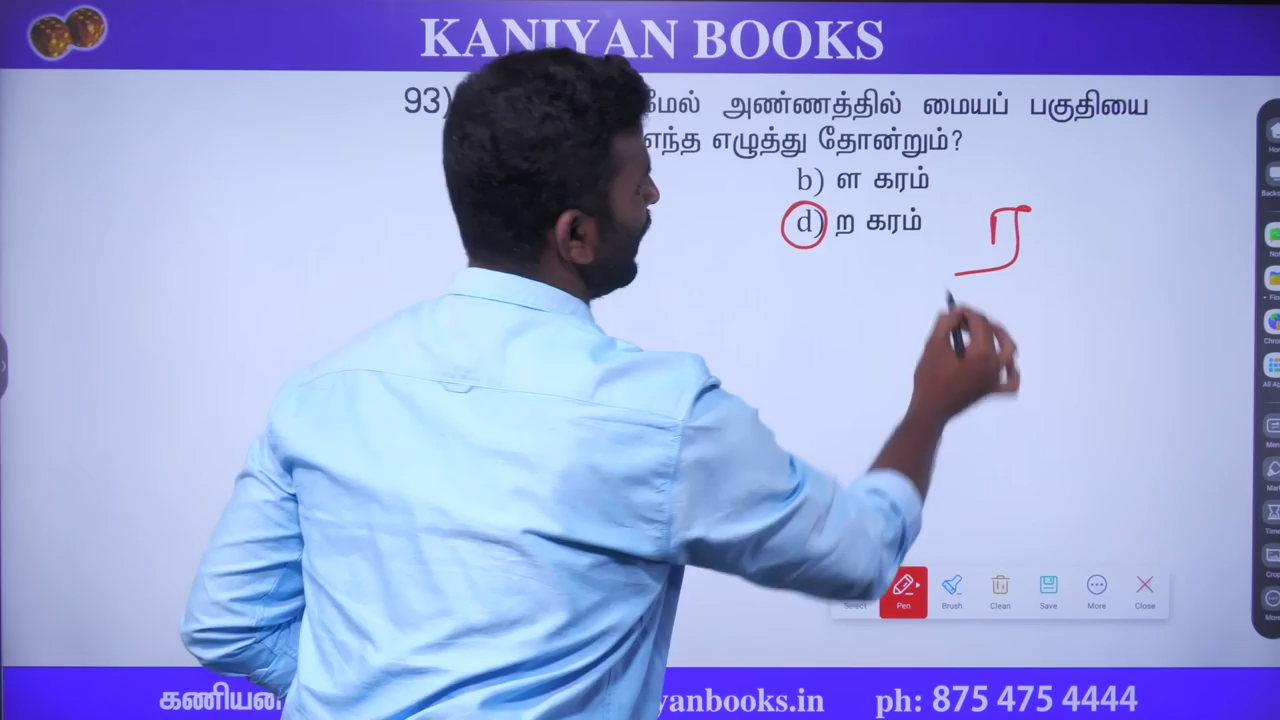 KANIYAN BOOKS
93) மேல் அண்ணத்தில் மையப் பகுதியை
எந்த எழுத்து தோன்றும்?
b) ள கரம்
d) ற கரம்
Select
Pen
Brush
Clean
Save
More
Close
yanbooks.in ph: 875 475 4444